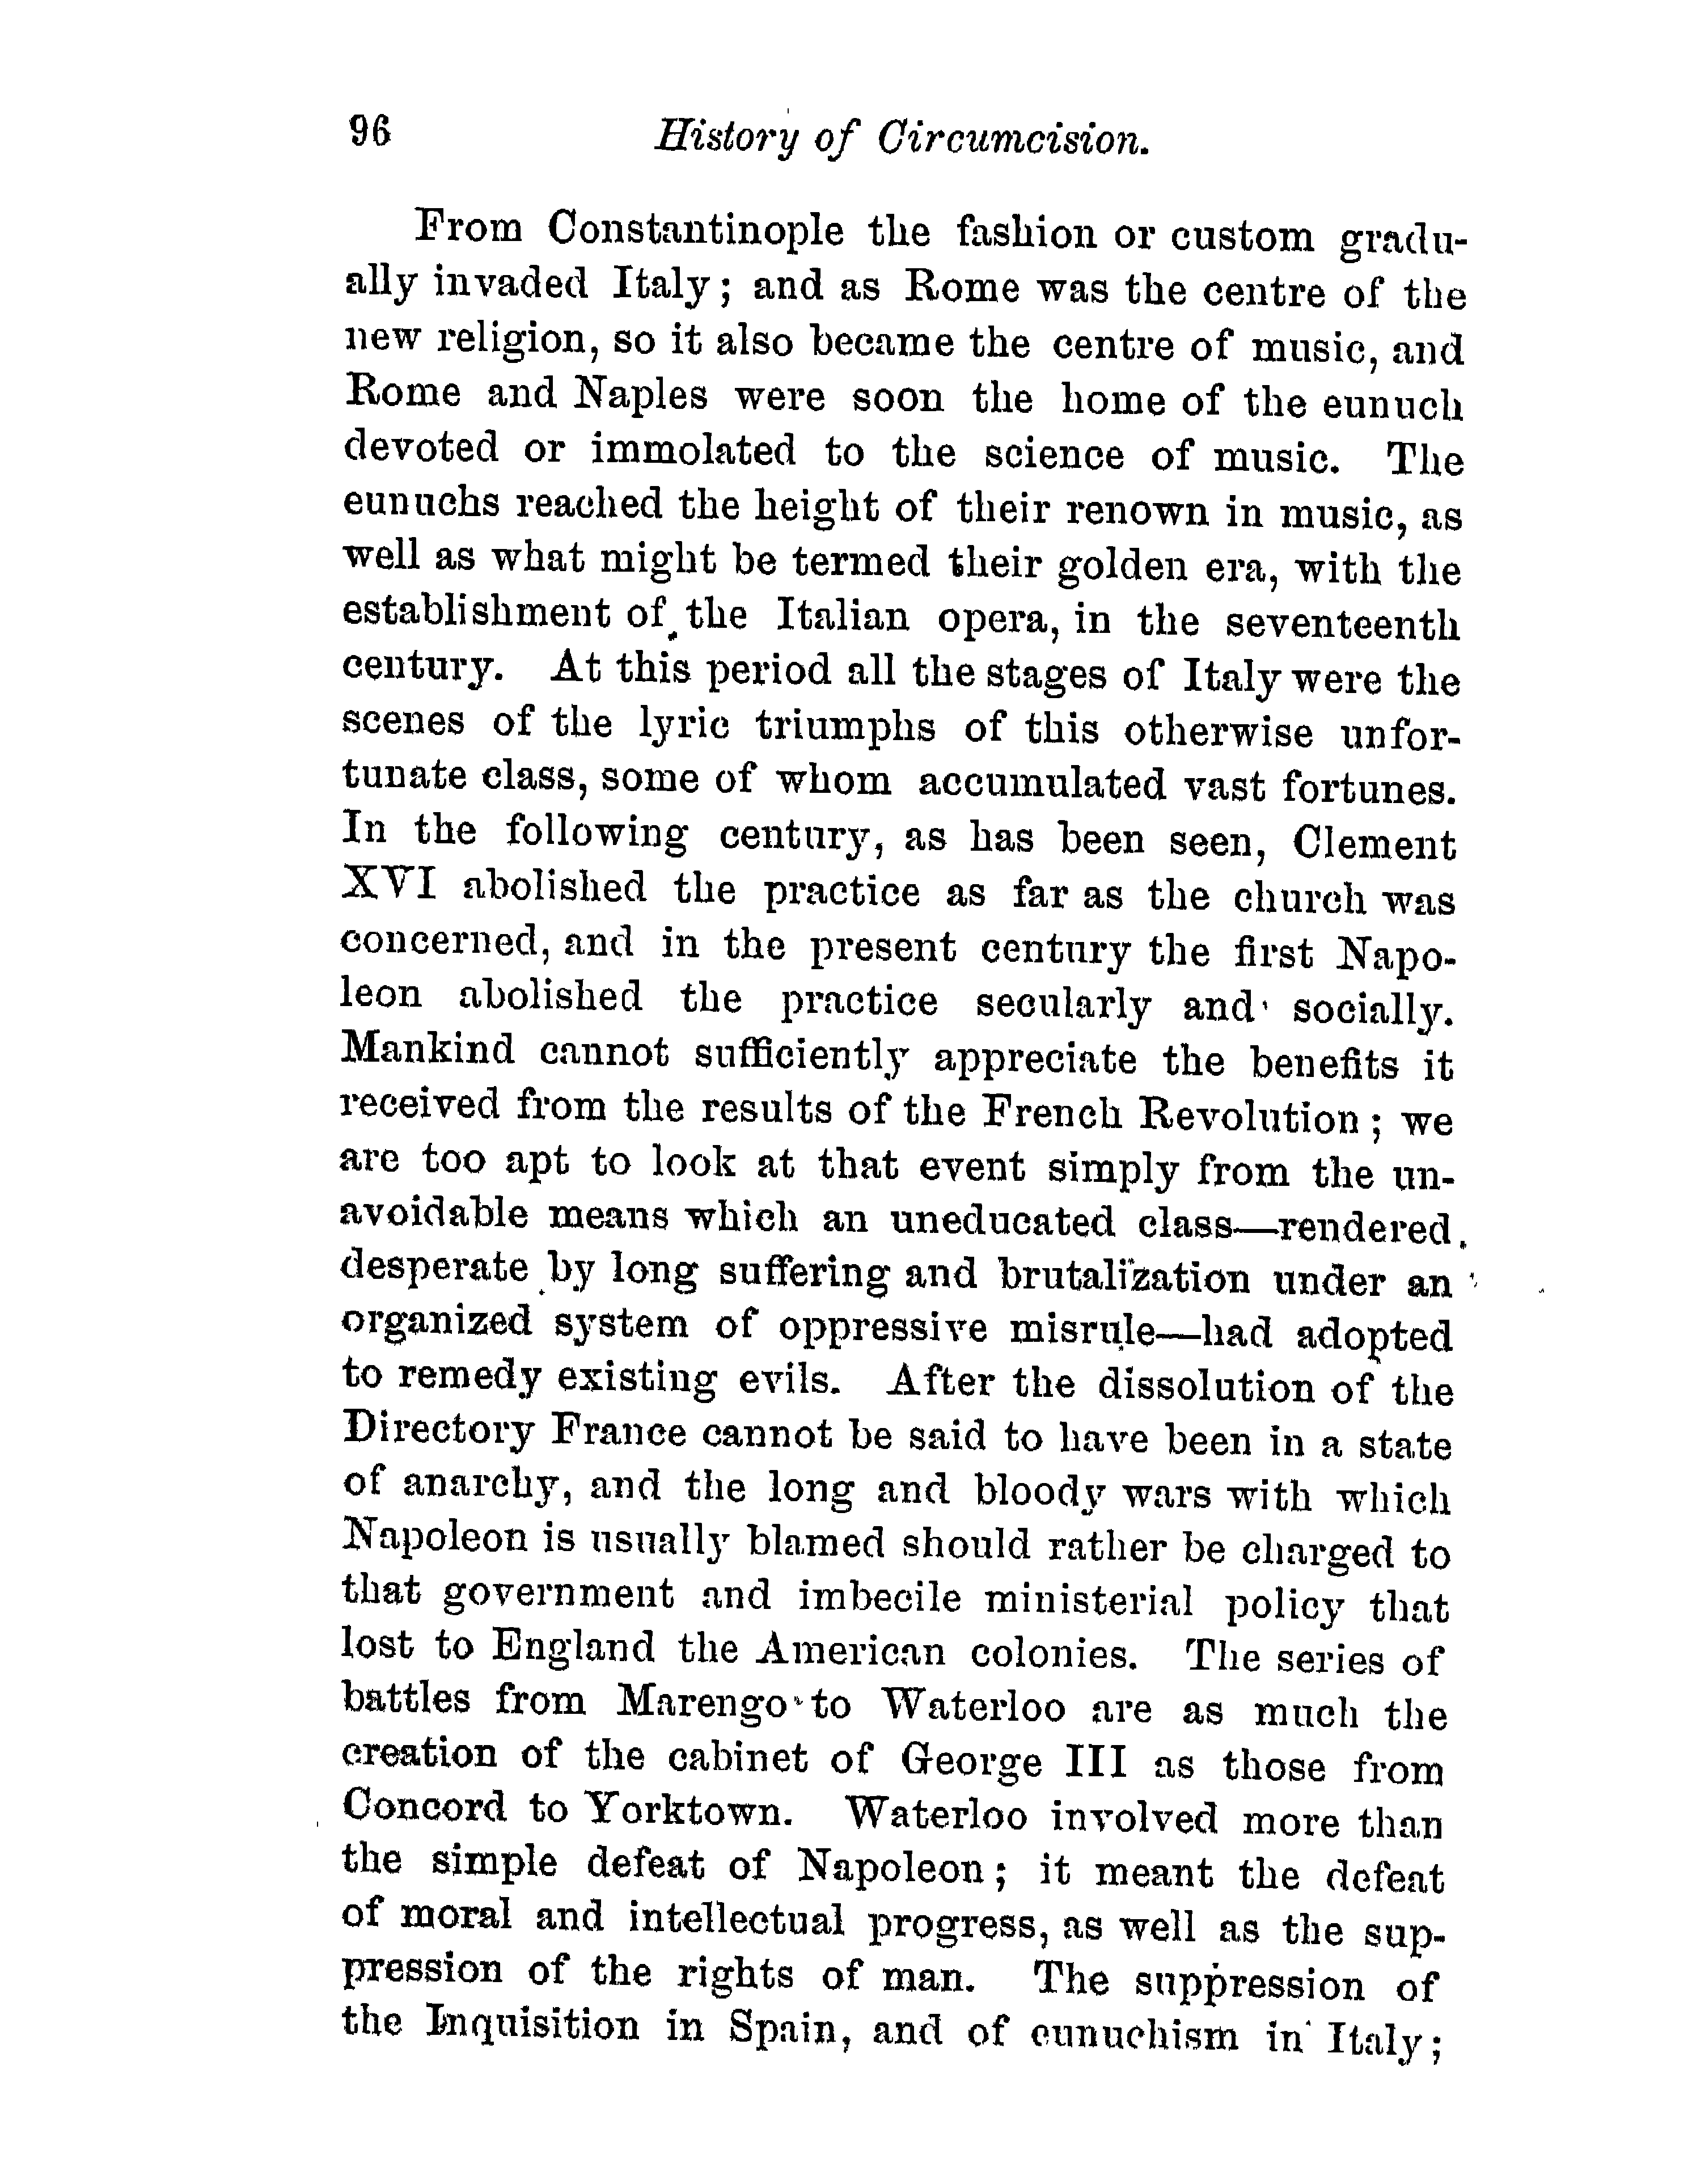 96 History of Circumcision.
From Constantinople the fashion or custom gradu-
ally invaded Italy; and as Rome was the centre of the
new religion, so it also became the centre of music, and
Rome and Naples were soon the home of the eunuch
devoted or immolated to the science of music. The
eunuchs reached the height of their renown in music, as
well as what might be termed their golden era, with the
establishment of the Italian opera, in the seventeenth
century. At this period all the stages of Italy were the
scenes of the lyric triumphs of this otherwise unfor-
tunate class, some of whom accumulated vast fortunes.
In the following century, as has been seen, Clement
XVI abolished the practice as far as the church was
concerned, and in the present century the first Napo-
leon abolished the practice secularly and socially.
Mankind cannot sufficiently appreciate the benefits it
received from the results of the French Revolution; we
are too apt to look at that event simply from the un-
avoidable means which an uneducated class—rendered
desperate by long suffering and brutalization under an
organized system of oppressive misrule—had adopted
to remedy existing evils. After the dissolution of the
Directory France cannot be said to have been in a state
of anarchy, and the long and bloody wars with which
Napoleon is usually blamed should rather be charged to
that government and imbecile ministerial policy that
lost to England the American colonies. The series of
battles from Marengo to Waterloo are as much the
creation of the cabinet of George III as those from
Concord to Yorktown. Waterloo involved more than
the simple defeat of Napoleon; it meant the defeat
of moral and intellectual progress, as well as the sup-
pression of the rights of man. The suppression of
the Inquisition in Spain, and of eunuchism in Italy;